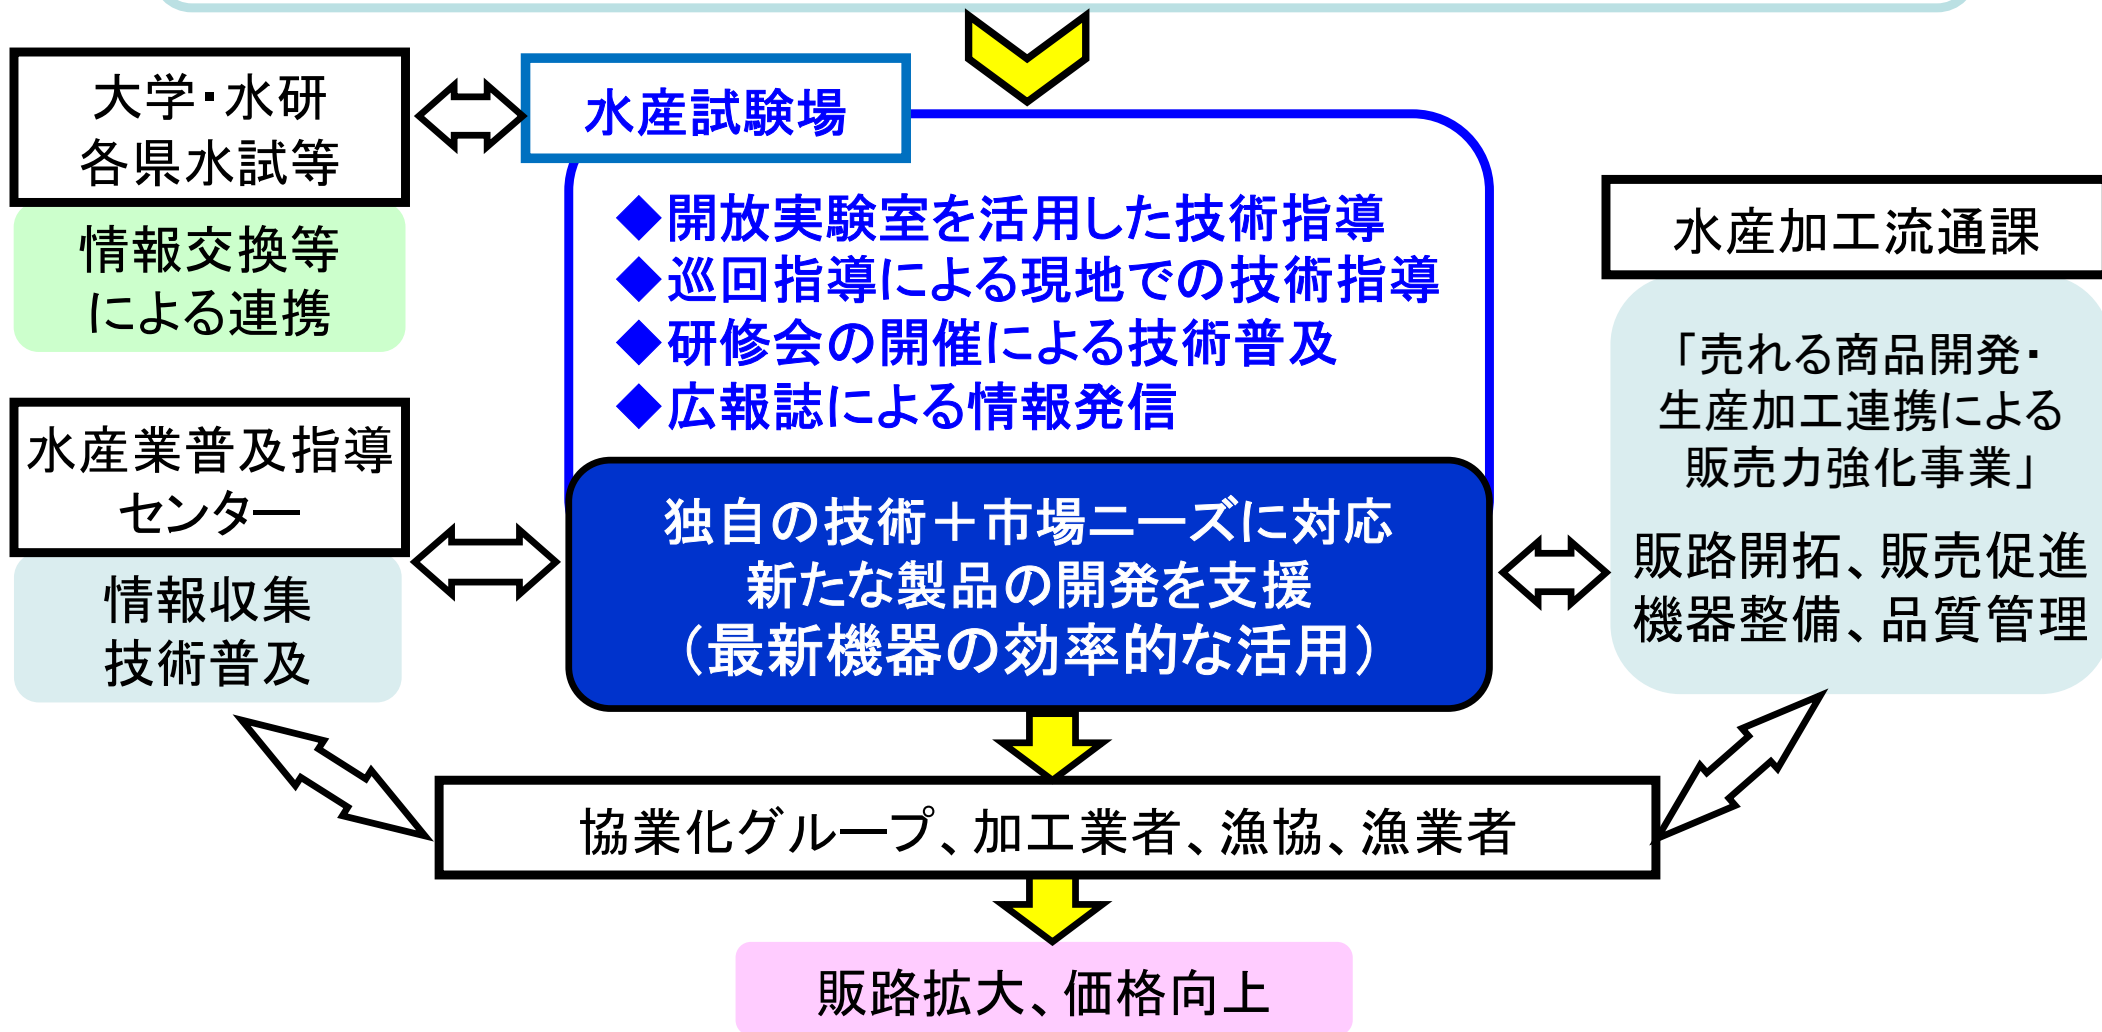 大学・水研
各県水試等
情報交換等
による連携
水産業普及指導
センター
情報収集
技術普及
水産試験場
◆開放実験室を活用した技術指導
◆巡回指導による現地での技術指導
◆研修会の開催による技術普及
◆広報誌による情報発信
独自の技術＋市場ニーズに対応
新たな製品の開発を支援
（最新機器の効率的な活用）
水産加工流通課
「売れる商品開発・
生産加工連携による
販売力強化事業」
販路開拓、販売促進
機器整備、品質管理
協業化グループ、加工業者、漁協、漁業者
販路拡大、価格向上